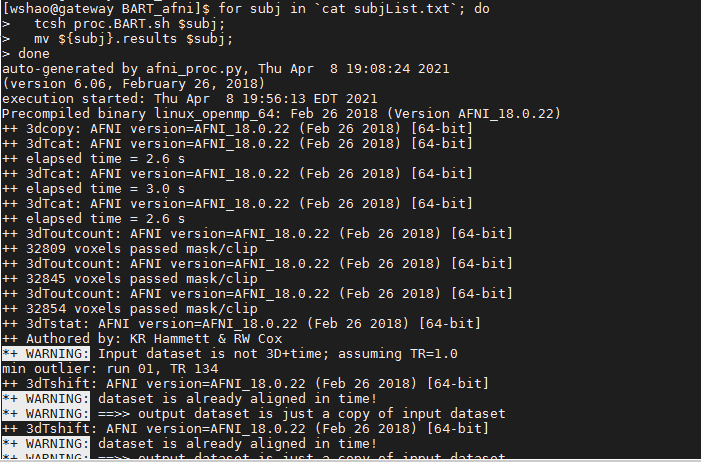 [wshao@gateway BART_afni]$ for subj in `cat subjList.txt`; do
>   tcsh proc.BART.sh $subj;
>   mv ${subj}.results $subj;
> done
auto-generated by afni_proc.py, Thu Apr  8 19:08:24 2021
(version 6.06, February 26, 2018)
execution started: Thu Apr  8 19:56:13 EDT 2021
Precompiled binary linux_openmp_64: Feb 26 2018 (Version AFNI_18.0.22)
++ 3dcopy: AFNI version=AFNI_18.0.22 (Feb 26 2018) [64-bit]
++ 3dTcat: AFNI version=AFNI_18.0.22 (Feb 26 2018) [64-bit]
++ elapsed time = 2.6 s
++ 3dTcat: AFNI version=AFNI_18.0.22 (Feb 26 2018) [64-bit]
++ elapsed time = 3.0 s
++ 3dTcat: AFNI version=AFNI_18.0.22 (Feb 26 2018) [64-bit]
++ elapsed time = 2.6 s
++ 3dToutcount: AFNI version=AFNI_18.0.22 (Feb 26 2018) [64-bit]
++ 32809 voxels passed mask/clip
++ 3dToutcount: AFNI version=AFNI_18.0.22 (Feb 26 2018) [64-bit]
++ 32845 voxels passed mask/clip
++ 3dToutcount: AFNI version=AFNI_18.0.22 (Feb 26 2018) [64-bit]
++ 32854 voxels passed mask/clip
++ 3dTstat: AFNI version=AFNI_18.0.22 (Feb 26 2018) [64-bit]
++ Authored by: KR Hammett & RW Cox
*+ WARNING: Input dataset is not 3D+time; assuming TR=1.0
min outlier: run 01, TR 134
++ 3dTshift: AFNI version=AFNI_18.0.22 (Feb 26 2018) [64-bit]
*+ WARNING: dataset is already aligned in time!
*+ WARNING: ==>> output dataset is just a copy of input dataset
++ 3dTshift: AFNI version=AFNI_18.0.22 (Feb 26 2018) [64-bit]
*+ WARNING: dataset is already aligned in time!
*+ WARNING: ==>> output dataset is just a copy of input dataset